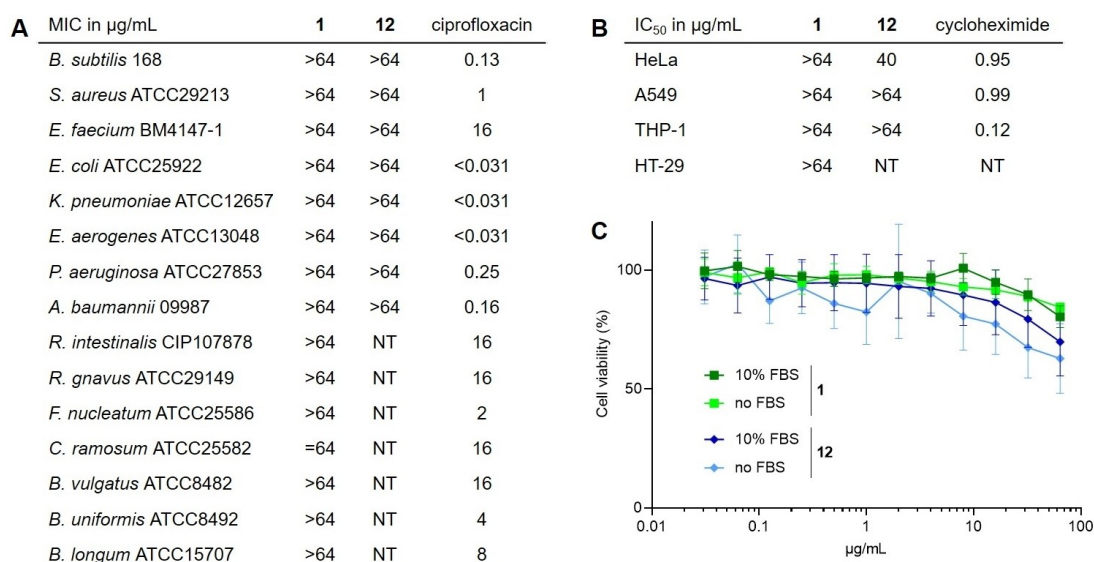 A
MIC in µg/mL 1 12 ciprofloxacin
B. subtilis 168 >64 >64 0.13
S. aureus ATCC29213 >64 >64 1
E. faecium BM4147-1 >64 >64 16
E. coli ATCC25922 >64 >64 <0.031
K. pneumoniae ATCC12657 >64 >64 <0.031
E. aerogenes ATCC13048 >64 >64 <0.031
P. aeruginosa ATCC27853 >64 >64 0.25
A. baumannii 09987 >64 >64 0.16
R. intestinalis CIP107878 >64 NT 16
R. gnavus ATCC29149 >64 NT 16
F. nucleatum ATCC25586 >64 NT 2
C. ramosum ATCC25582 =64 NT 16
B. vulgatus ATCC8482 >64 NT 16
B. uniformis ATCC8492 >64 NT 4
B. longum ATCC15707 >64 NT 8
B
IC50 in µg/mL 1 12 cycloheximide
HeLa >64 40 0.95
A549 >64 >64 0.99
THP-1 >64 >64 0.12
HT-29 >64 NT NT
C
Cell viability (%)
100
50
0
10% FBS
no FBS
1
10% FBS
no FBS
12
0.01 0.1 1 10 100
µg/mL